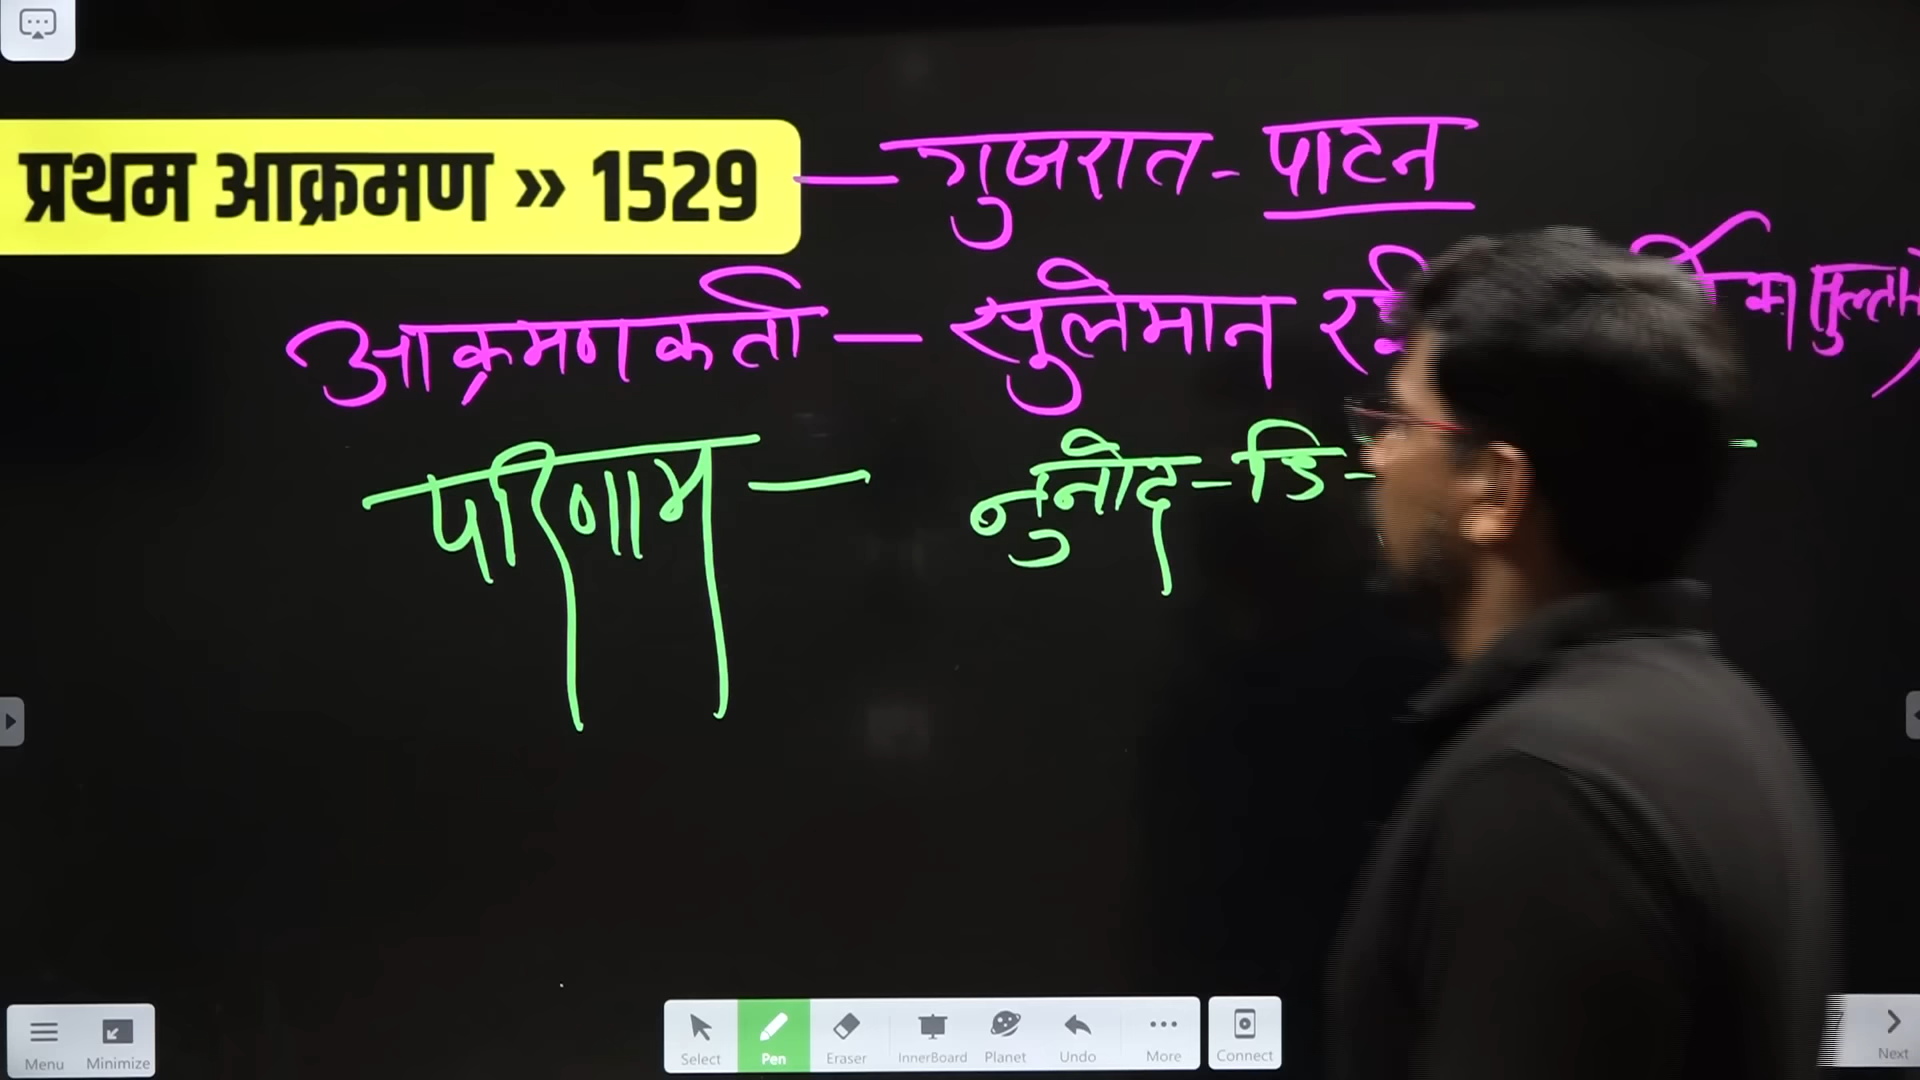 प्रथम आक्रमण >> 1529 — गुजरात - पाटन
आक्रमणकर्ता — सुलेमान सुल्तान)
परिणाम — नुनोद - डि -
Menu Minimize Select Pen Eraser InnerBoard Planet Undo More Connect Next